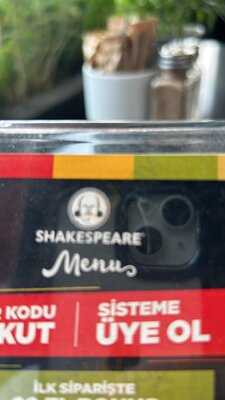 SHAKESPEARE
Menu
KODU
KUT
SİSTEME
ÜYE OL
İLK SİPARİŞTE